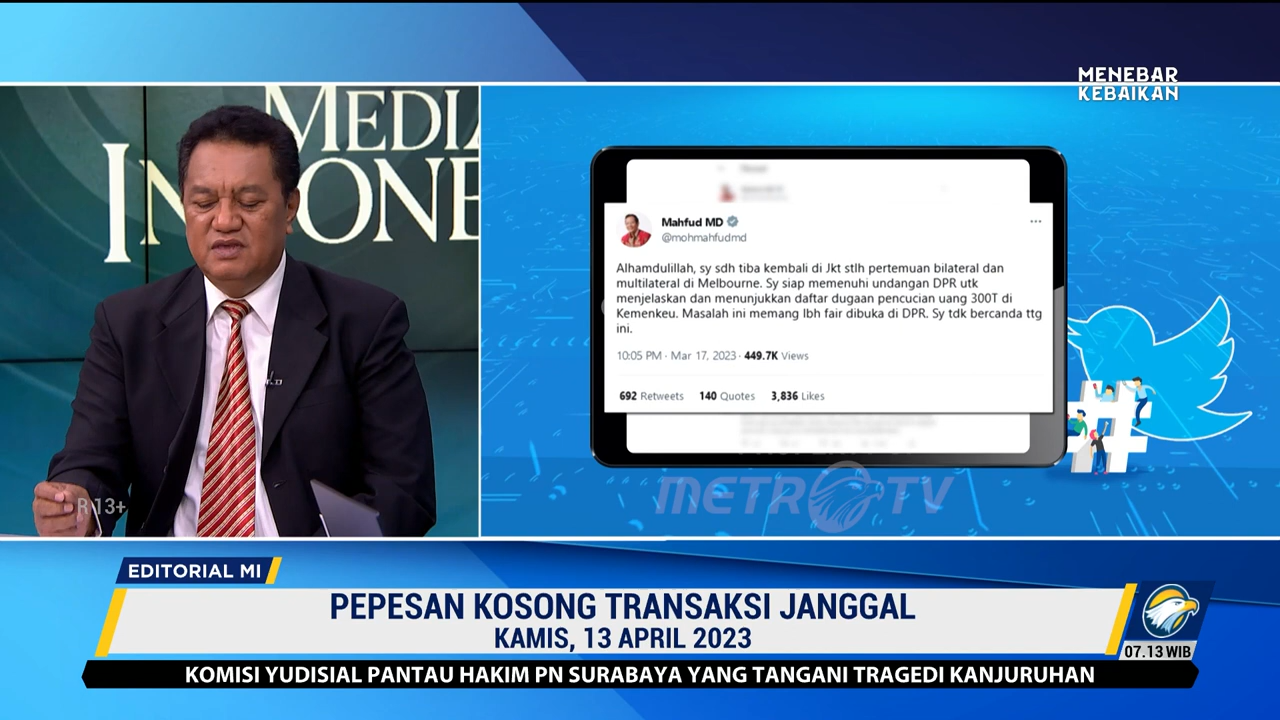 MENEBAR
KEBAIKAN
MEDIA
INDONE
Mahfud MD
@mohmahfudmd
Alhamdulillah, sy sdh tiba kembali di Jkt stlh pertemuan bilateral dan
multilateral di Melbourne. Sy siap memenuhi undangan DPR utk
menjelaskan dan menunjukkan daftar dugaan pencucian uang 300T di
Kemenkeu. Masalah ini memang lbh fair dibuka di DPR. Sy tdk bercanda ttg
ini.
10:05 PM · Mar 17, 2023 · 449.7K Views
692 Retweets 140 Quotes 3,836 Likes
METRO TV
R 13+
EDITORIAL MI
PEPESAN KOSONG TRANSAKSI JANGGAL
KAMIS, 13 APRIL 2023
07.13 WIB
KOMISI YUDISIAL PANTAU HAKIM PN SURABAYA YANG TANGANI TRAGEDI KANJURUHAN